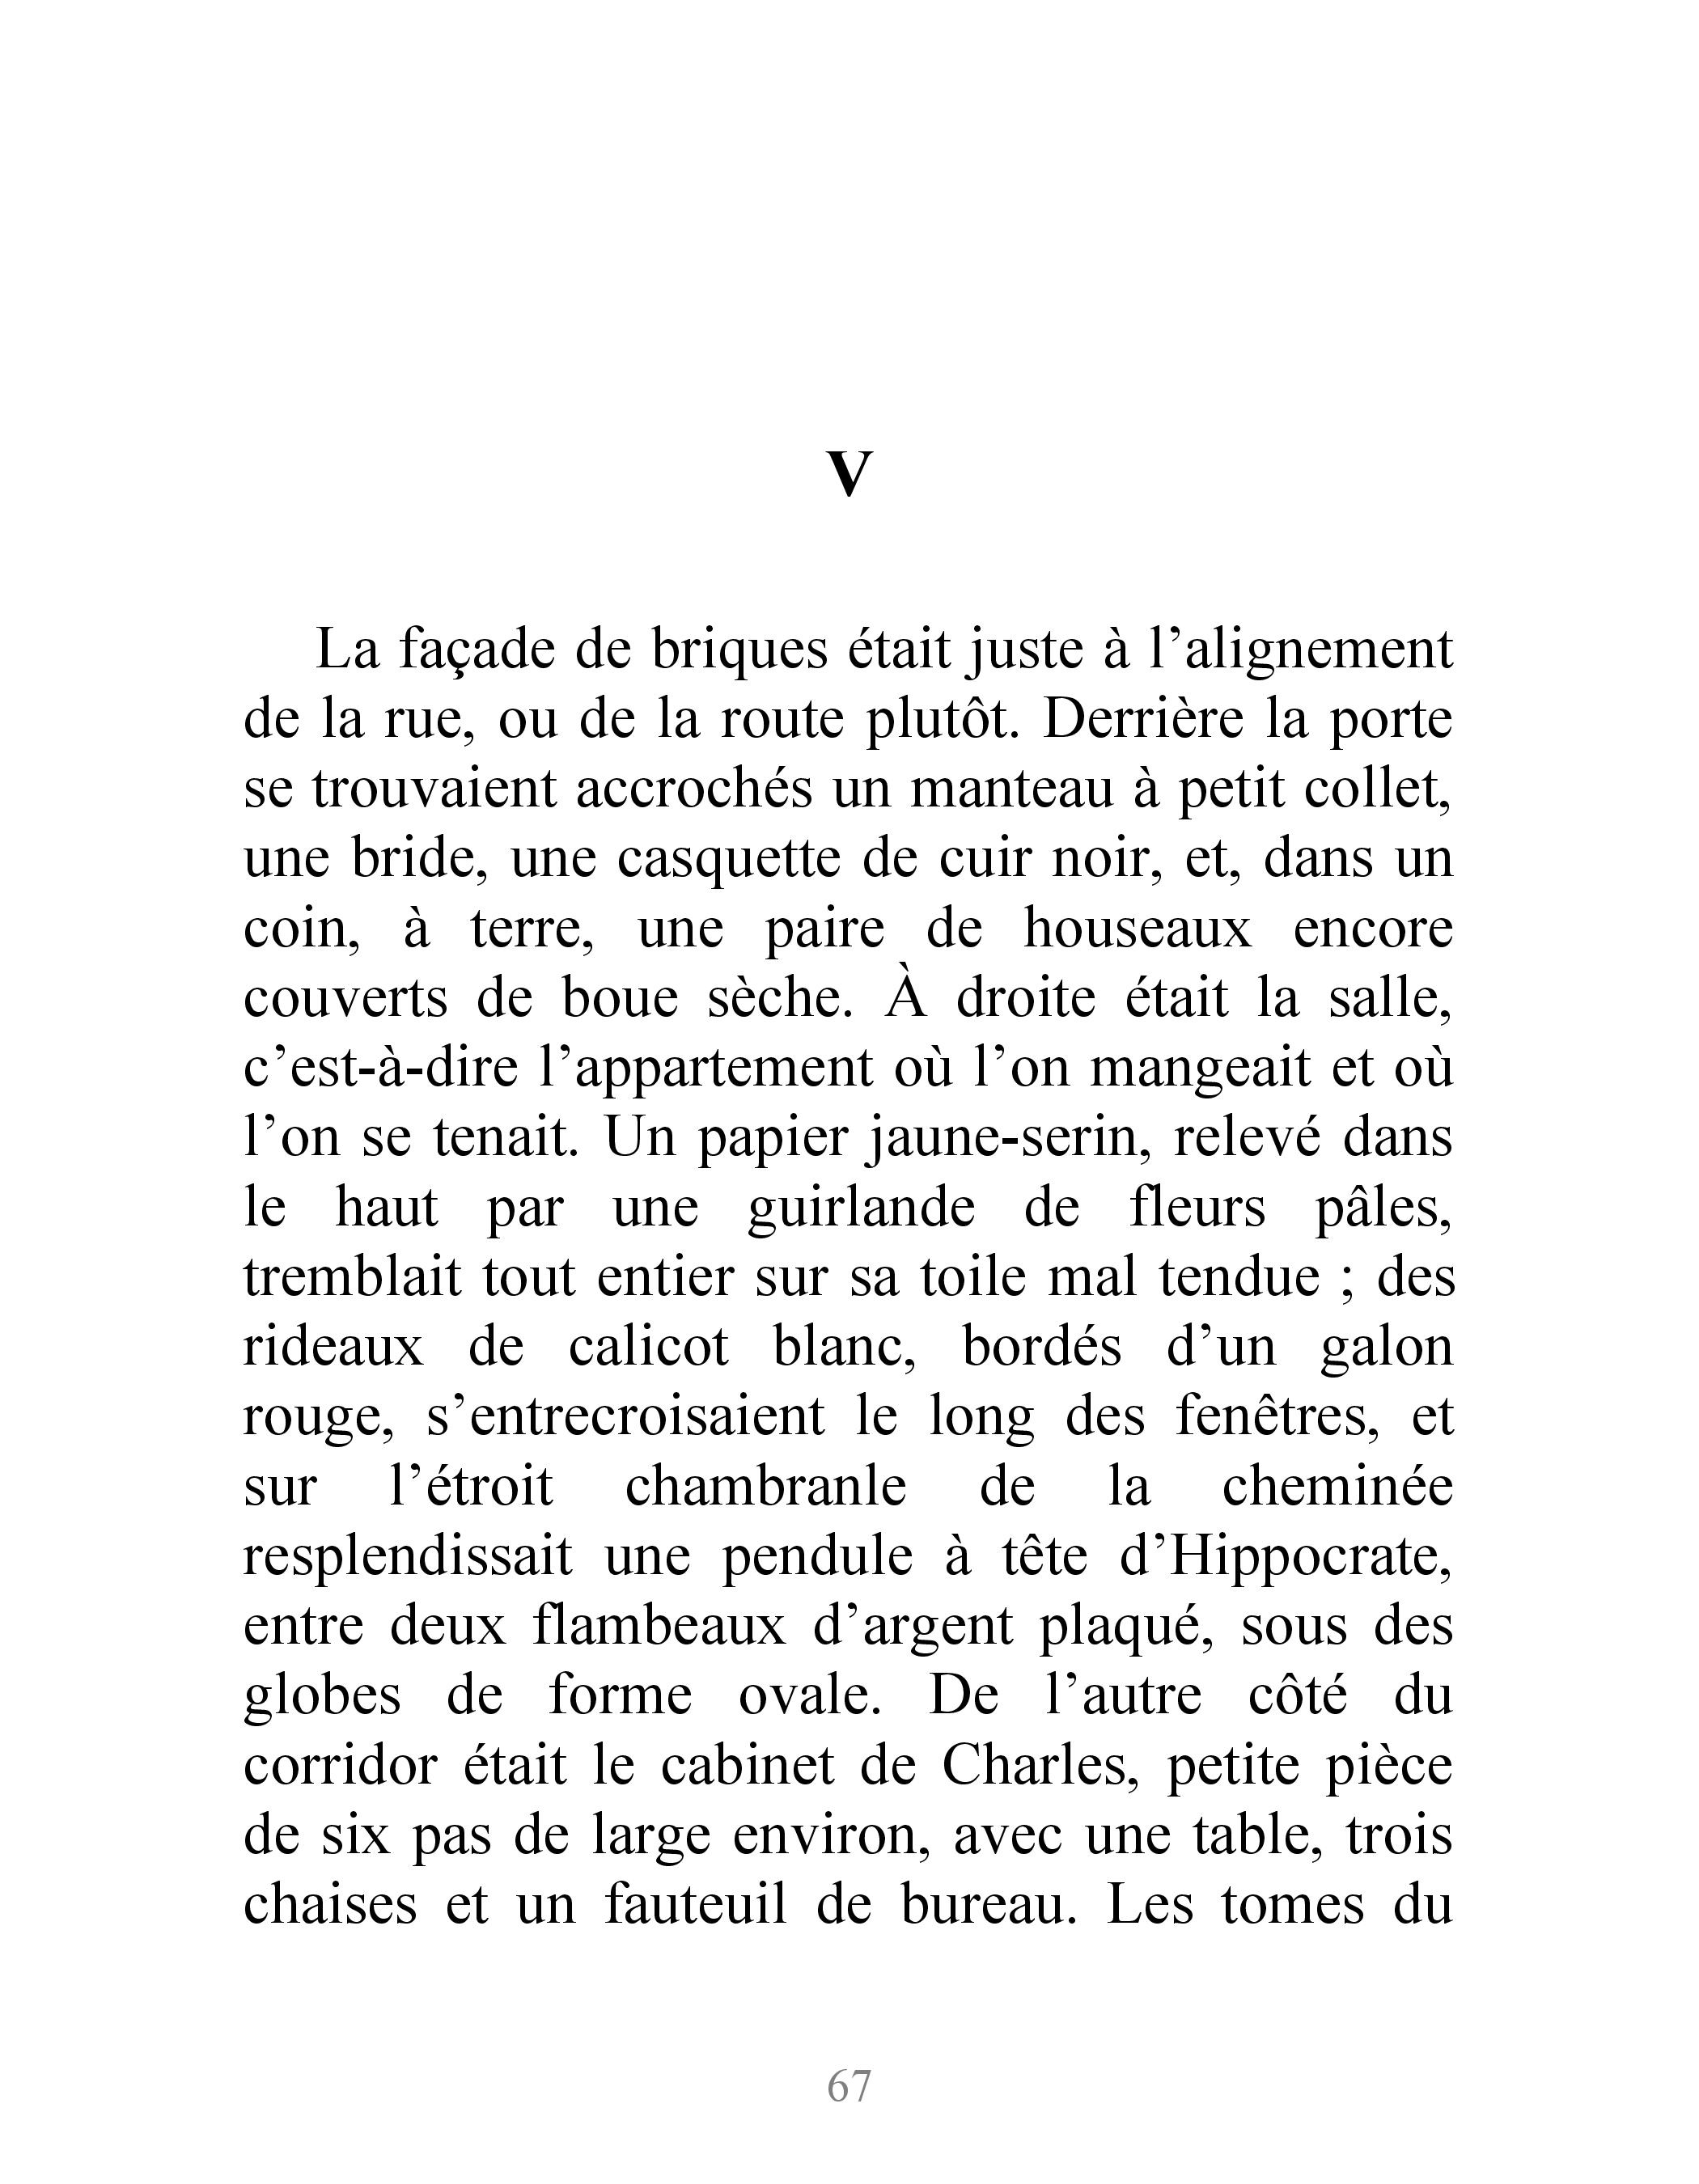 V
La façade de briques était juste à l’alignement
de la rue, ou de la route plutôt. Derrière la porte
se trouvaient accrochés un manteau à petit collet,
une bride, une casquette de cuir noir, et, dans un
coin, à terre, une paire de houseaux encore
couverts de boue sèche. À droite était la salle,
c’est-à-dire l’appartement où l’on mangeait et où
l’on se tenait. Un papier jaune-serin, relevé dans
le haut par une guirlande de fleurs pâles,
tremblait tout entier sur sa toile mal tendue ; des
rideaux de calicot blanc, bordés d’un galon
rouge, s’entrecroisaient le long des fenêtres, et
sur l’étroit chambranle de la cheminée
resplendissait une pendule à tête d’Hippocrate,
entre deux flambeaux d’argent plaqué, sous des
globes de forme ovale. De l’autre côté du
corridor était le cabinet de Charles, petite pièce
de six pas de large environ, avec une table, trois
chaises et un fauteuil de bureau. Les tomes du
67